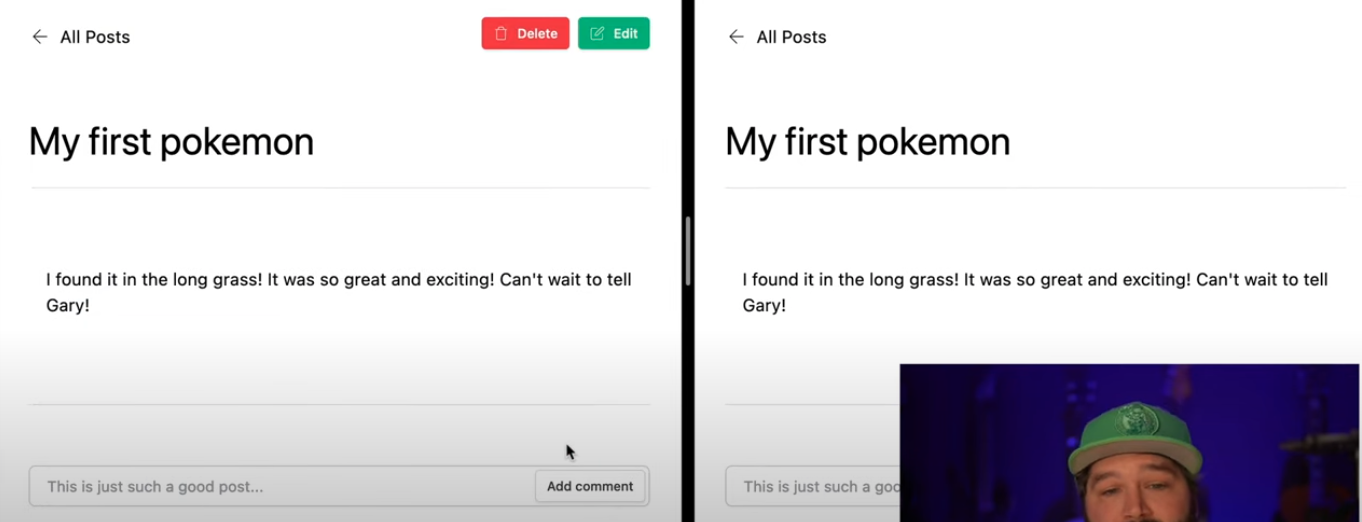 All Posts
Delete
Edit
My first pokemon
I found it in the long grass! It was so great and exciting! Can't wait to tell
Gary!
This is just such a good post...
Add comment
All Posts
My first pokemon
I found it in the long grass! It was so great and exciting! Can't wait to tell
Gary!
This is just such a